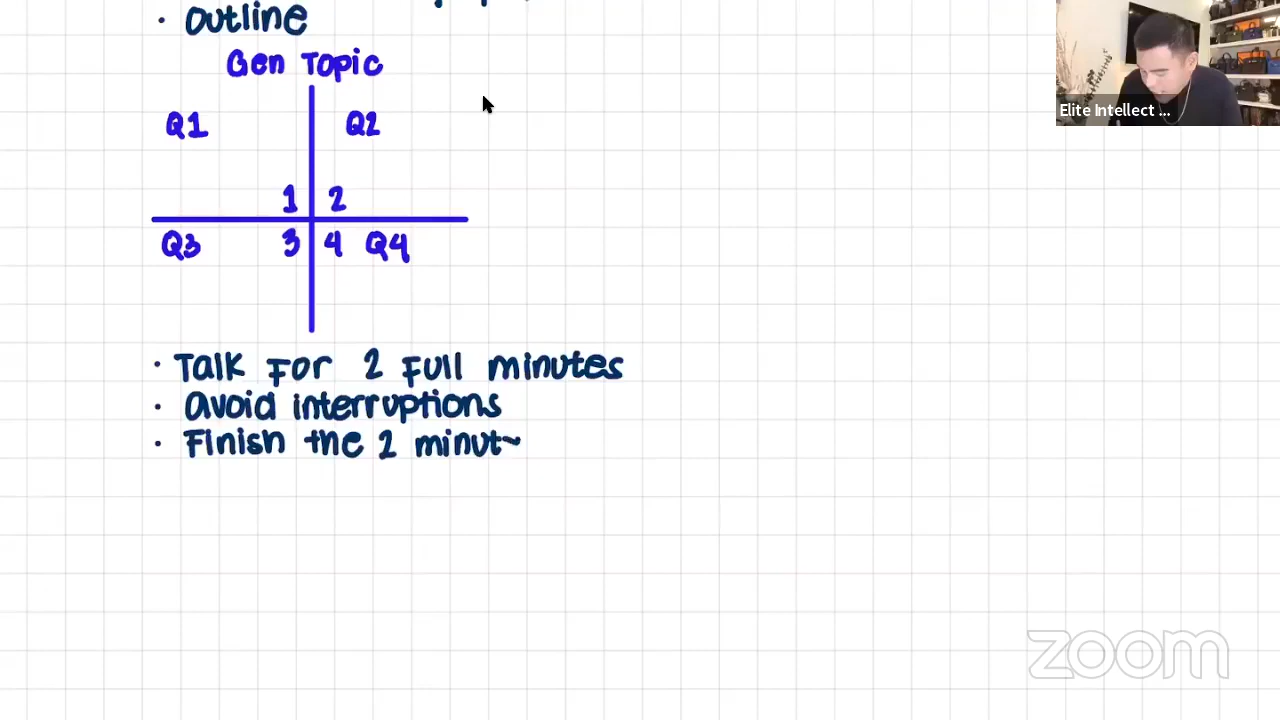 • Outline
Gen Topic
Q1 Q2
1 2
Q3 3 4 Q4
• Talk For 2 Full minutes
• avoid interruptions
• Finish the 2
Elite Intellect ...
zoom